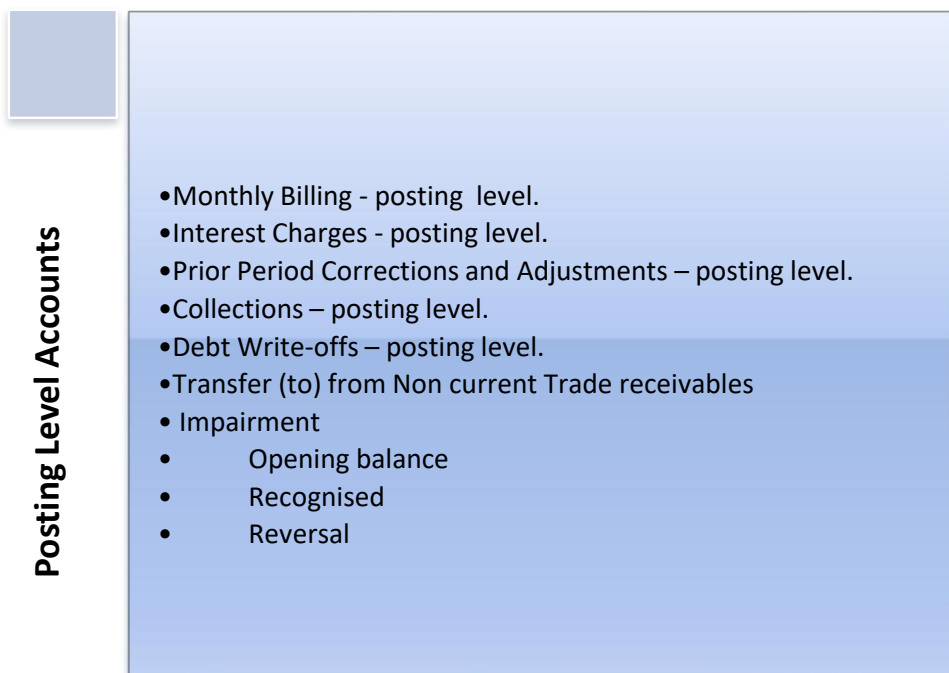 Posting Level Accounts
•Monthly Billing - posting  level.
•Interest Charges - posting level.
•Prior Period Corrections and Adjustments – posting level.
•Collections – posting level.
•Debt Write-offs – posting level.
•Transfer (to) from Non current Trade receivables
• Impairment
• Opening balance
• Recognised
• Reversal